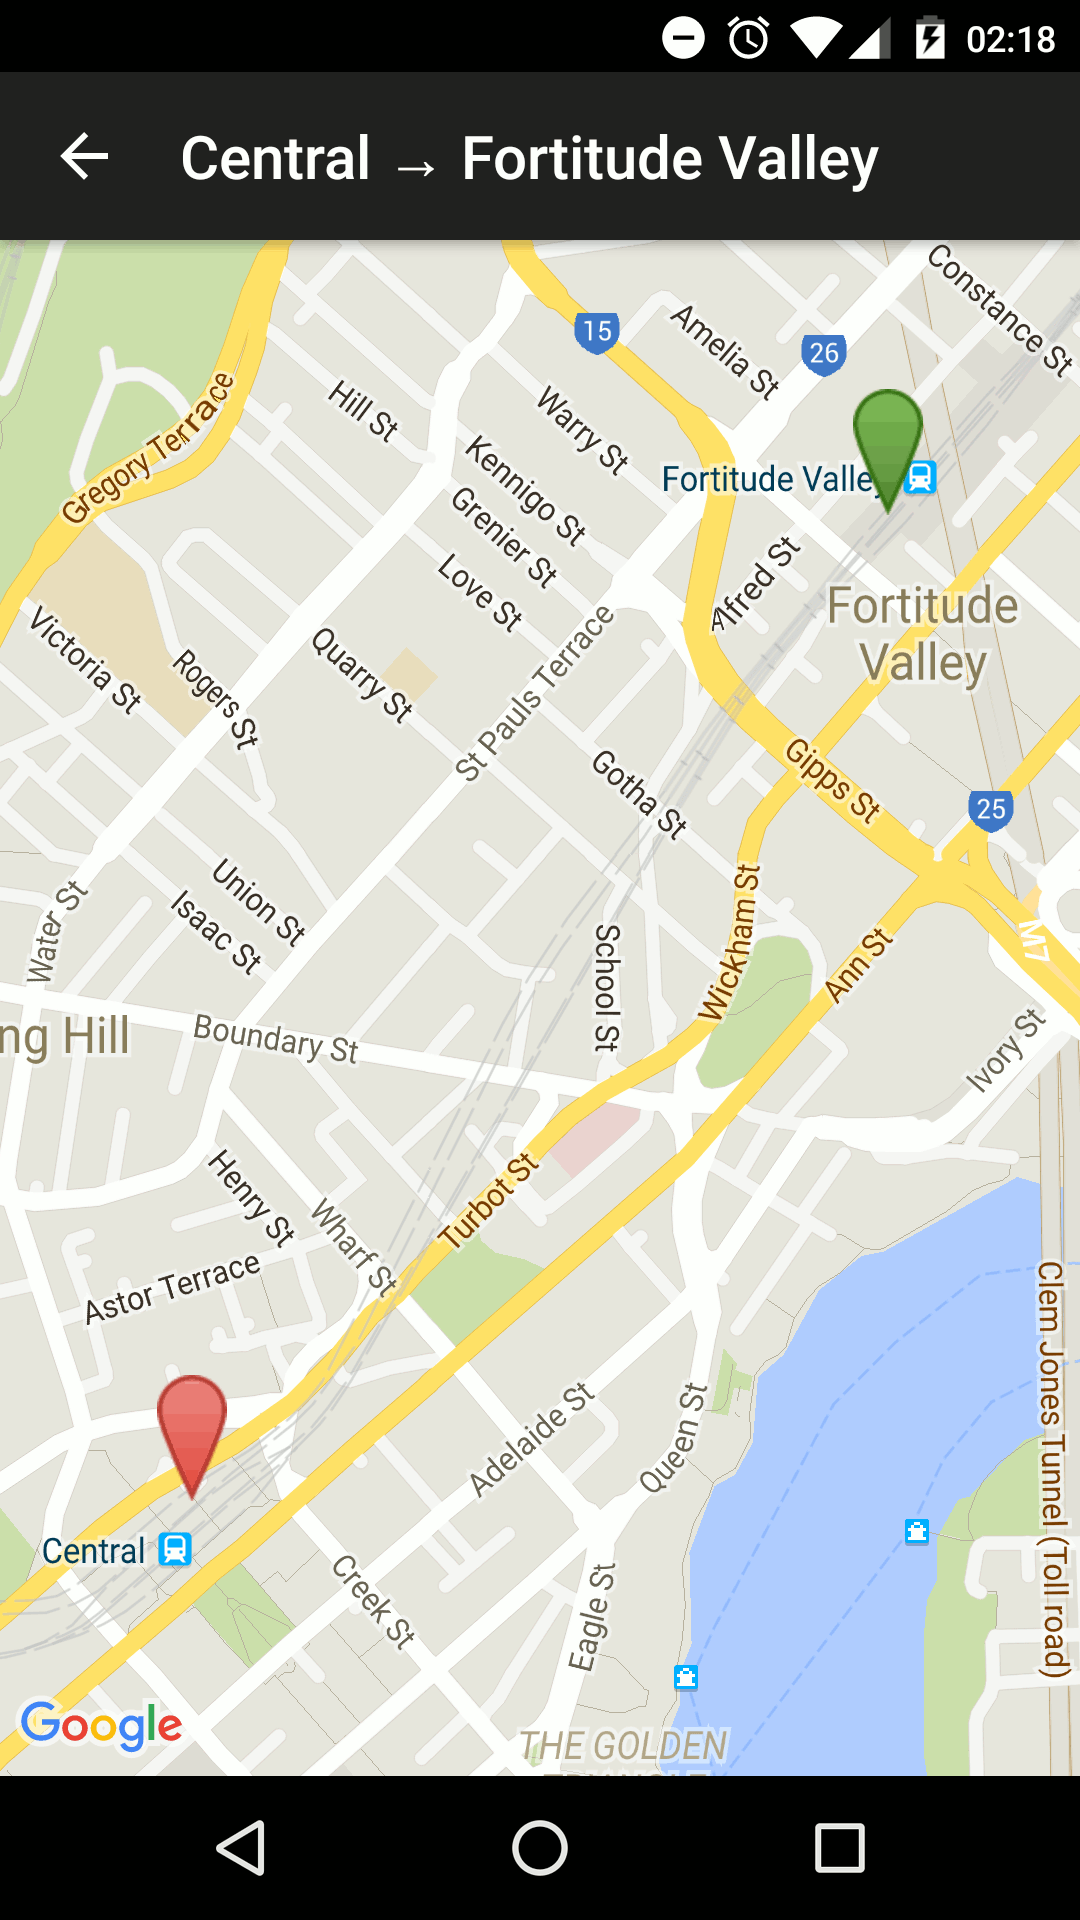 02:18
Central → Fortitude Valley
Constance St
15
Amelia St
26
Gregory Terrace
Hill St
Warry St
Kennigo St
Fortitude Valley
Grenier St
Love St
Alfred St
Fortitude
Valley
Victoria St
Rogers St
Quarry St
St Pauls Terrace
Gotha St
Gipps St
25
Union St
Isaac St
Water St
School St
Wickham St
Ann St
M7
ng Hill
Boundary St
Ivory St
Henry St
Wharf St
Turbot St
Astor Terrace
Clem Jones Tunnel (Toll road)
Adelaide St
Queen St
Central
Creek St
Eagle St
Google
THE GOLDEN